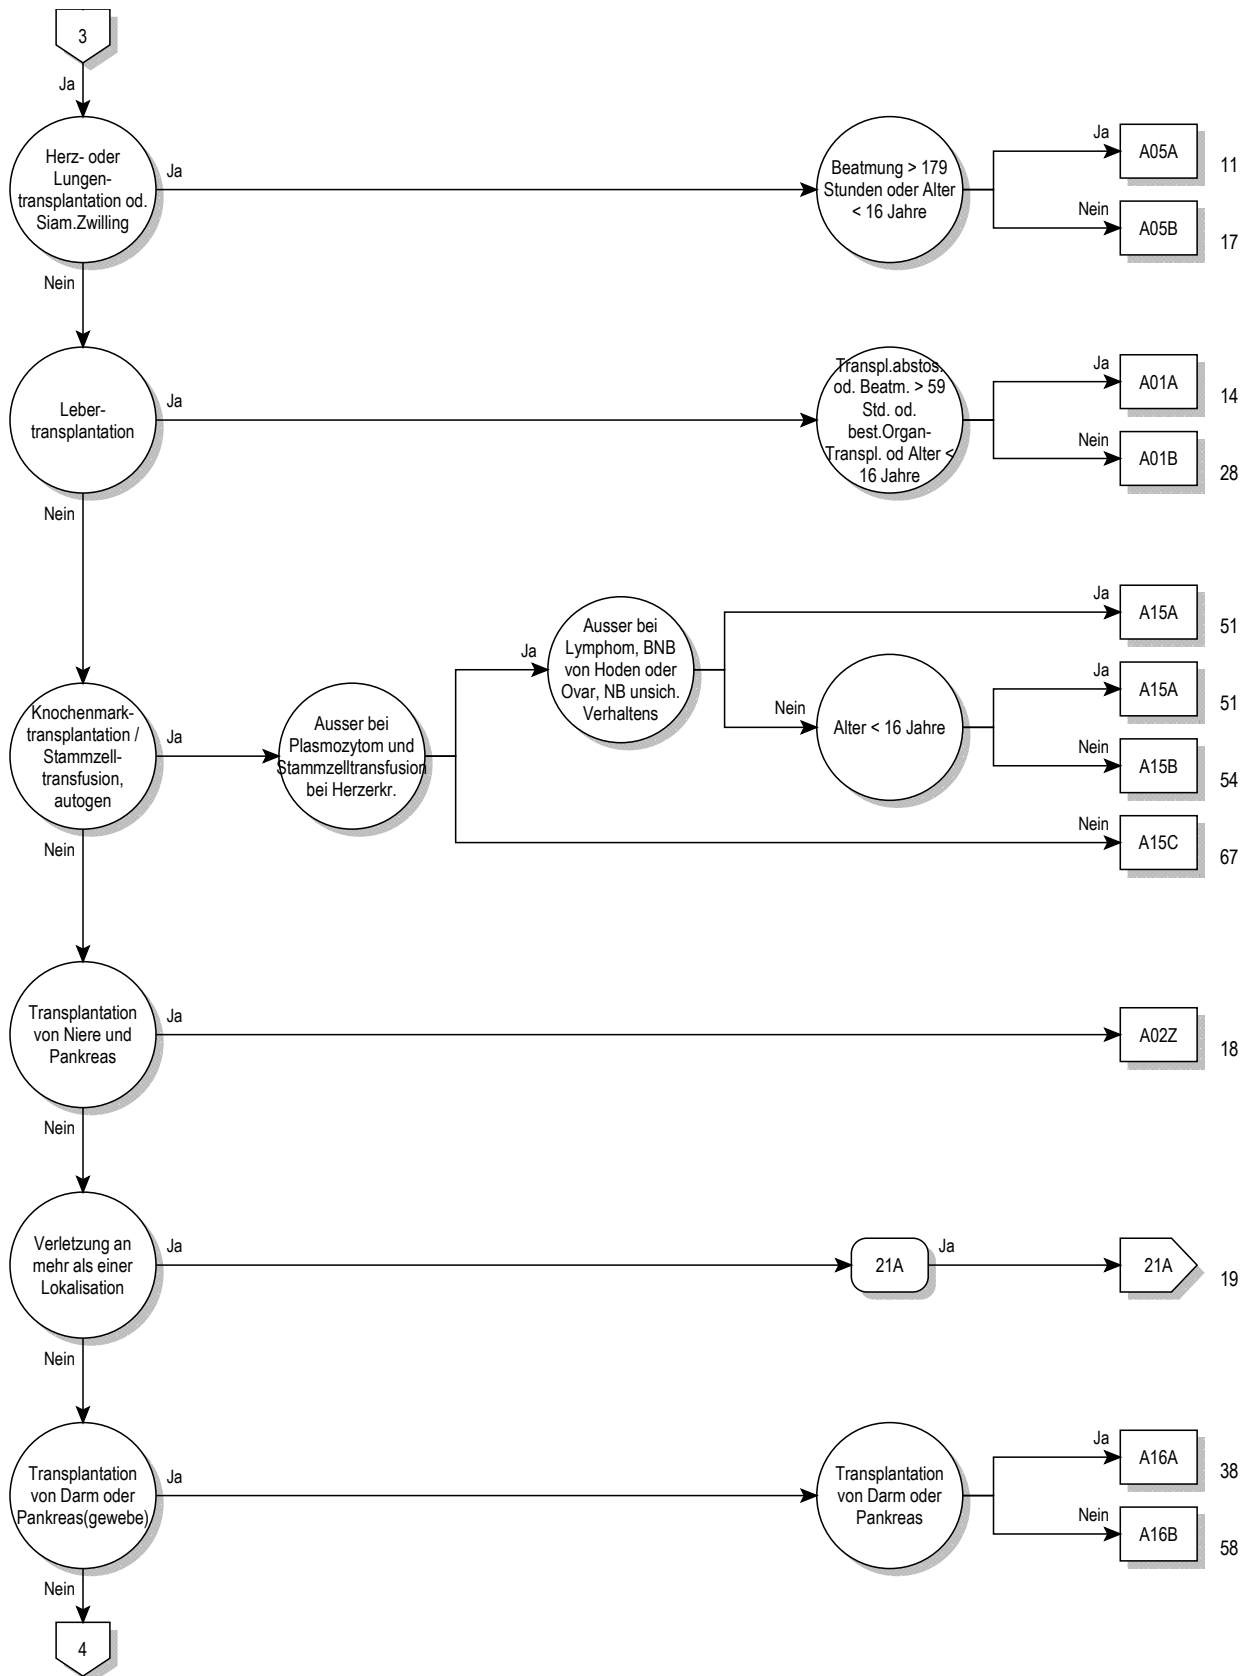 3
Ja
Herz- oder
Lungen-
transplantation od.
Siam.Zwilling
Ja
Beatmung > 179
Stunden oder Alter
< 16 Jahre
Ja
A05A
11
Nein
A05B
17
Nein
Leber-
transplantation
Ja
Transpl.abstos.
od. Beatm. > 59
Std. od.
best.Organ-
Transpl. od Alter <
16 Jahre
Ja
A01A
14
Nein
A01B
28
Nein
Knochenmark-
transplantation /
Stammzell-
transfusion,
autogen
Ja
Ausser bei
Plasmozytom und
Stammzelltransfusion
bei Herzerkr.
Ja
Ausser bei
Lymphom, BNB
von Hoden oder
Ovar, NB unsich.
Verhaltens
Ja
A15A
51
Nein
Alter < 16 Jahre
Ja
A15A
51
Nein
A15B
54
Nein
A15C
67
Nein
Transplantation
von Niere und
Pankreas
Ja
A02Z
18
Nein
Verletzung an
mehr als einer
Lokalisation
Ja
21A
Ja
21A
19
Nein
Transplantation
von Darm oder
Pankreas(gewebe)
Ja
Transplantation
von Darm oder
Pankreas
Ja
A16A
38
Nein
A16B
58
Nein
4